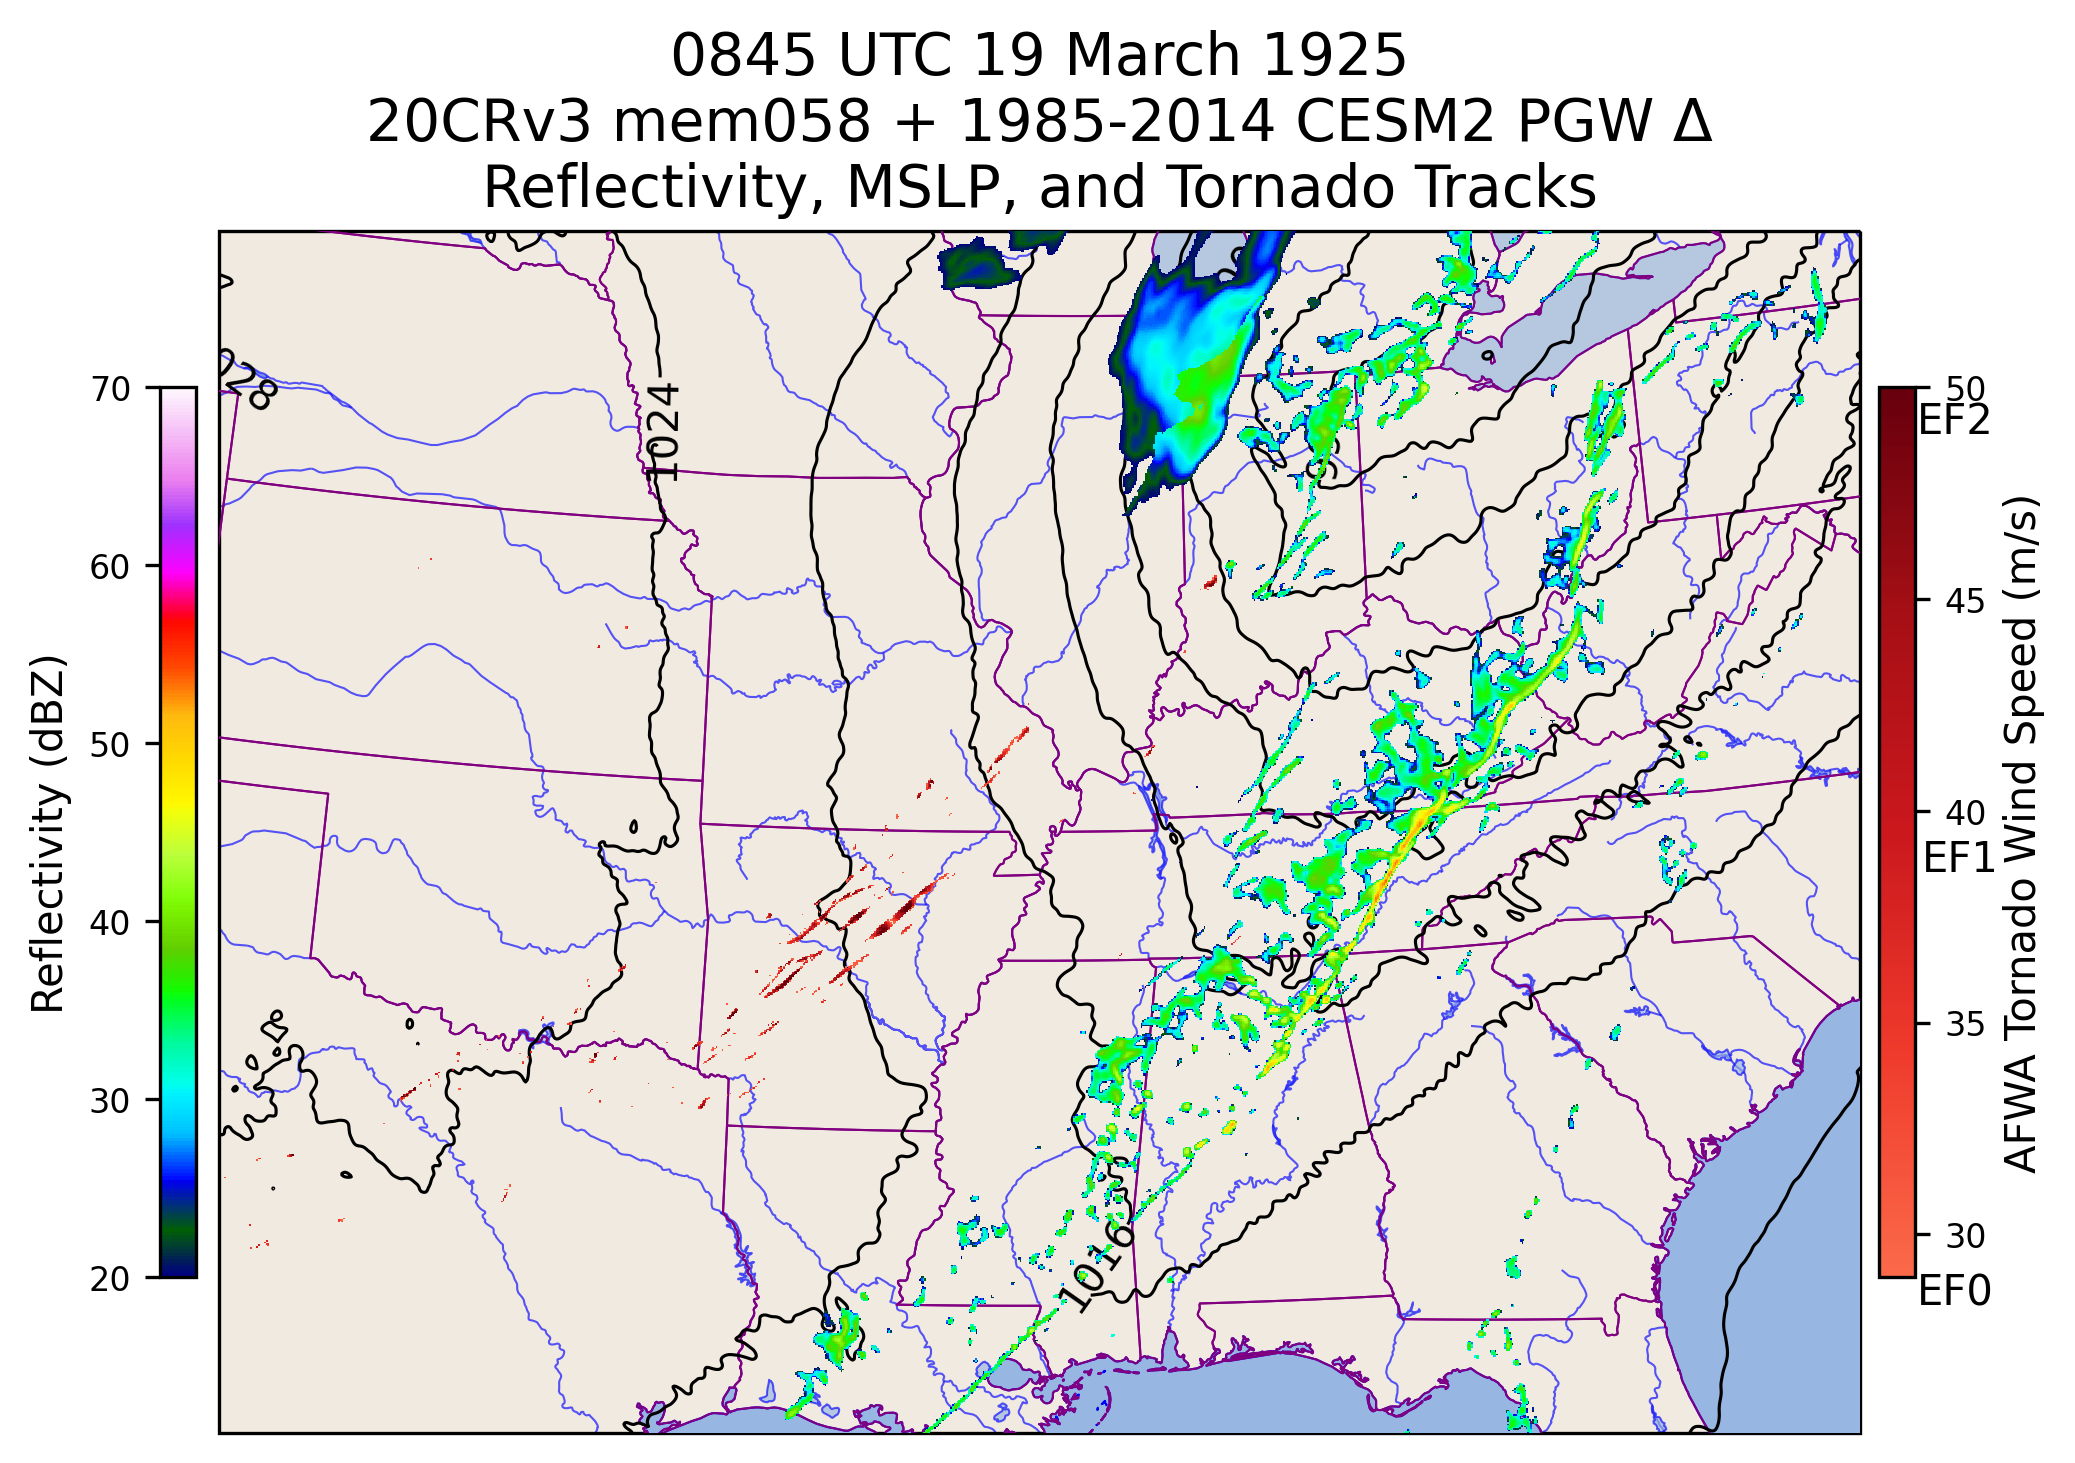 0845 UTC 19 March 1925
20CRv3 mem058 + 1985-2014 CESM2 PGW Δ
Reflectivity, MSLP, and Tornado Tracks
Reflectivity (dBZ)
70
60
50
40
30
20
1024
1016
50
EF2
45
40
EF1
35
30
EF0
AFWA Tornado Wind Speed (m/s)